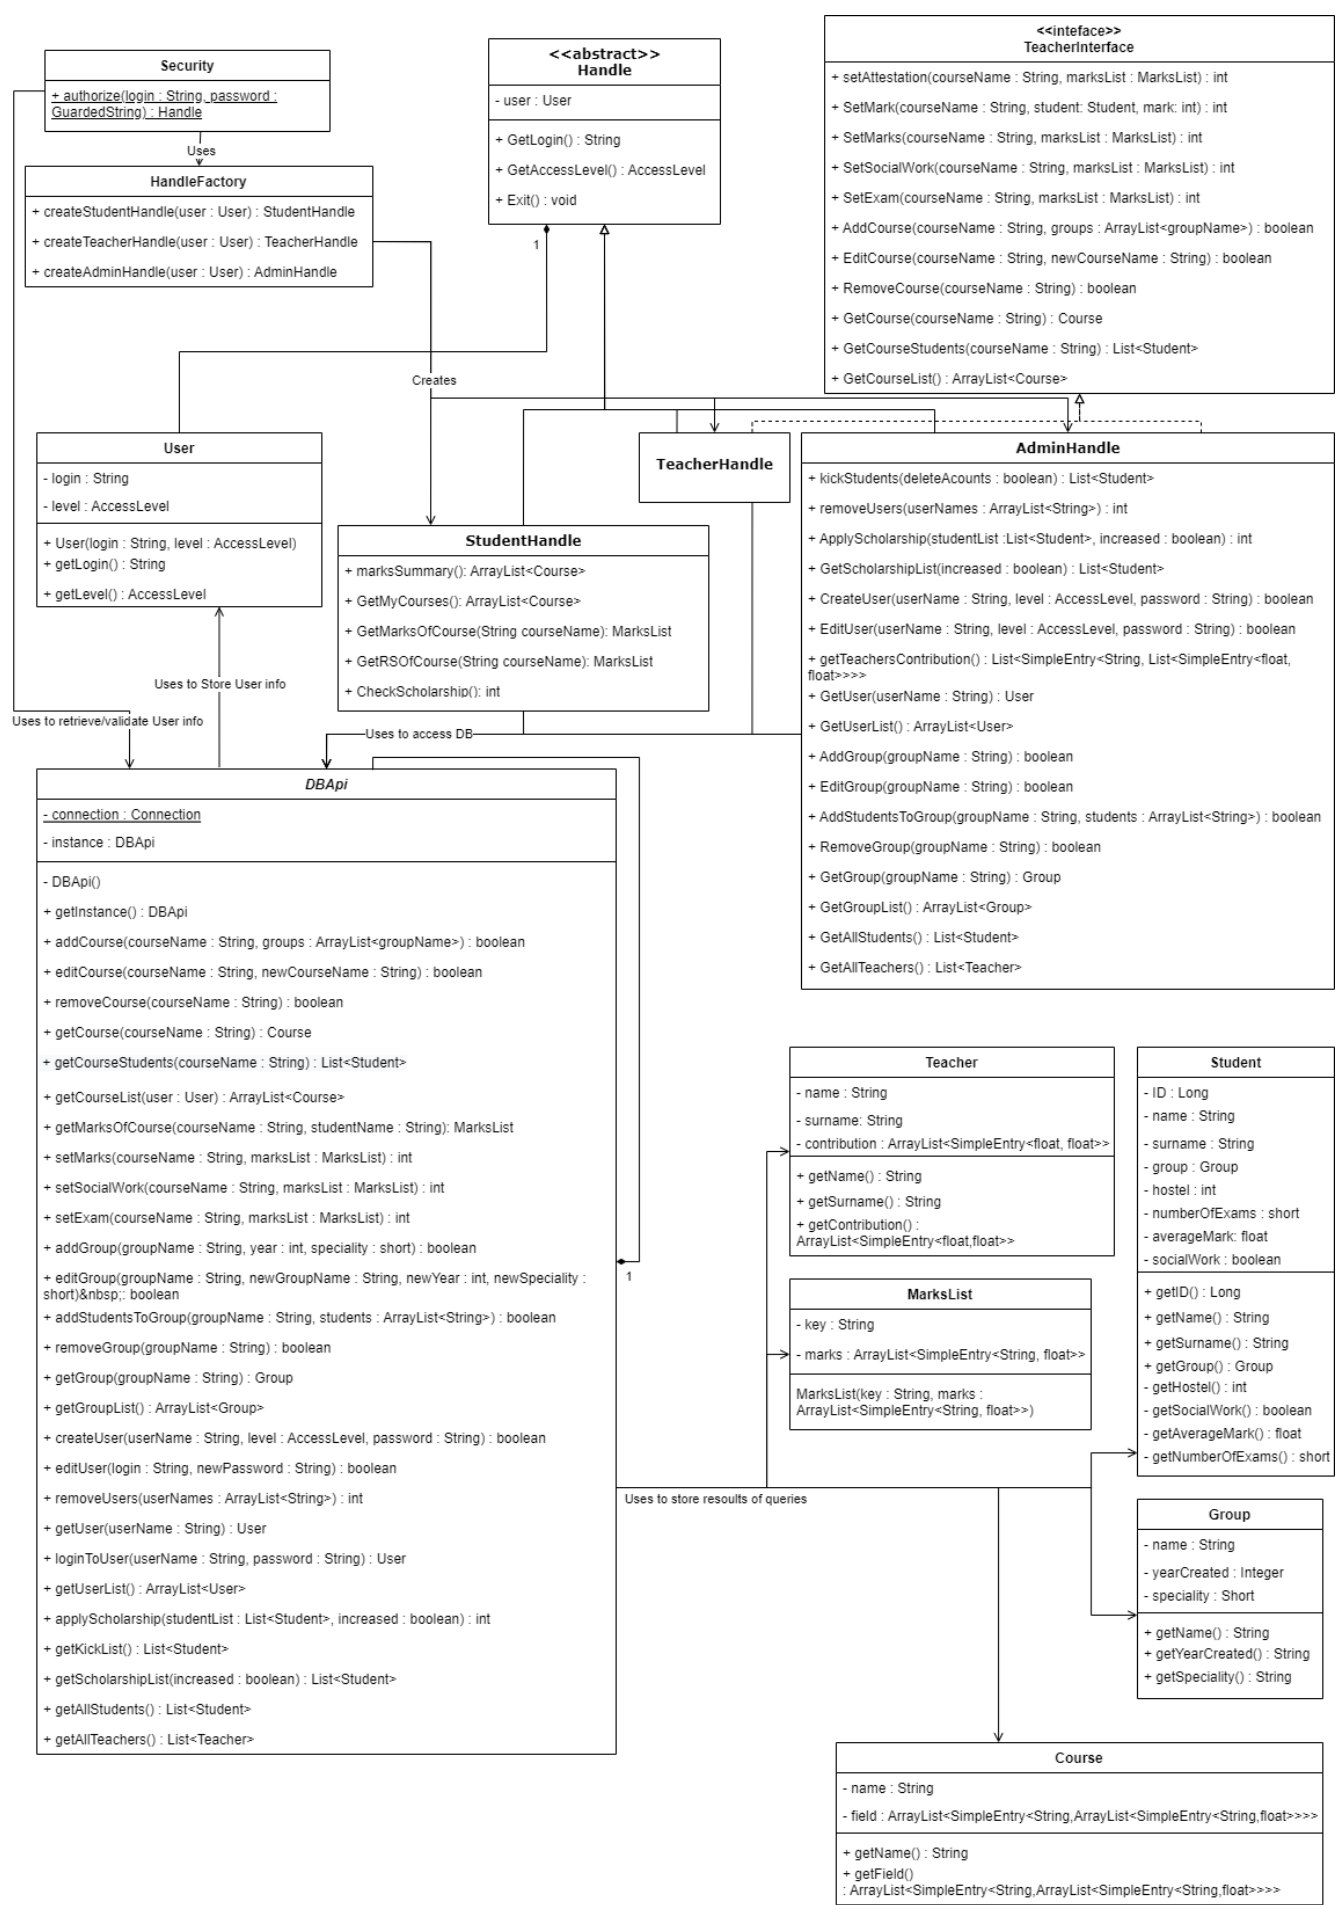 Security
+ authorize(login : String, password :
GuardedString) : Handle
Uses
HandleFactory
+ createStudentHandle(user : User) : StudentHandle
+ createTeacherHandle(user : User) : TeacherHandle
+ createAdminHandle(user : User) : AdminHandle
<<abstract>>
Handle
- user : User
+ GetLogin() : String
+ GetAccessLevel() : AccessLevel
+ Exit() : void
1
<<inteface>>
TeacherInterface
+ setAttestation(courseName : String, marksList : MarksList) : int
+ SetMark(courseName : String, student: Student, mark: int) : int
+ SetMarks(courseName : String, marksList : MarksList) : int
+ SetSocialWork(courseName : String, marksList : MarksList) : int
+ SetExam(courseName : String, marksList : MarksList) : int
+ AddCourse(courseName : String, groups : ArrayList<groupName>) : boolean
+ EditCourse(courseName : String, newCourseName : String) : boolean
+ RemoveCourse(courseName : String) : boolean
+ GetCourse(courseName : String) : Course
+ GetCourseStudents(courseName : String) : List<Student>
+ GetCourseList() : ArrayList<Course>
Creates
User
- login : String
- level : AccessLevel
+ User(login : String, level : AccessLevel)
+ getLogin() : String
+ getLevel() : AccessLevel
StudentHandle
+ marksSummary(): ArrayList<Course>
+ GetMyCourses(): ArrayList<Course>
+ GetMarksOfCourse(String courseName): MarksList
+ GetRSOfCourse(String courseName): MarksList
+ CheckScholarship(): int
TeacherHandle
AdminHandle
+ kickStudents(deleteAcounts : boolean) : List<Student>
+ removeUsers(userNames : ArrayList<String>) : int
+ ApplyScholarship(studentList :List<Student>, increased : boolean) : int
+ GetScholarshipList(increased : boolean) : List<Student>
+ CreateUser(userName : String, level : AccessLevel, password : String) : boolean
+ EditUser(userName : String, level : AccessLevel, password : String) : boolean
+ getTeachersContribution() : List<SimpleEntry<String, List<SimpleEntry<float,
float>>>>
+ GetUser(userName : String) : User
+ GetUserList() : ArrayList<User>
+ AddGroup(groupName : String) : boolean
+ EditGroup(groupName : String) : boolean
+ AddStudentsToGroup(groupName : String, students : ArrayList<String>) : boolean
+ RemoveGroup(groupName : String) : boolean
+ GetGroup(groupName : String) : Group
+ GetGroupList() : ArrayList<Group>
+ GetAllStudents() : List<Student>
+ GetAllTeachers() : List<Teacher>
Uses to Store User info
Uses to retrieve/validate User info
Uses to access DB
DBApi
- connection : Connection
- instance : DBApi
- DBApi()
+ getInstance() : DBApi
+ addCourse(courseName : String, groups : ArrayList<groupName>) : boolean
+ editCourse(courseName : String, newCourseName : String) : boolean
+ removeCourse(courseName : String) : boolean
+ getCourse(courseName : String) : Course
+ getCourseStudents(courseName : String) : List<Student>
+ getCourseList(user : User) : ArrayList<Course>
+ getMarksOfCourse(courseName : String, studentName : String): MarksList
+ setMarks(courseName : String, marksList : MarksList) : int
+ setSocialWork(courseName : String, marksList : MarksList) : int
+ setExam(courseName : String, marksList : MarksList) : int
+ addGroup(groupName : String, year : int, speciality : short) : boolean
+ editGroup(groupName : String, newGroupName : String, newYear : int, newSpeciality :
short)&nbsp;: boolean
+ addStudentsToGroup(groupName : String, students : ArrayList<String>) : boolean
+ removeGroup(groupName : String) : boolean
+ getGroup(groupName : String) : Group
+ getGroupList() : ArrayList<Group>
+ createUser(userName : String, level : AccessLevel, password : String) : boolean
+ editUser(login : String, newPassword : String) : boolean
+ removeUsers(userNames : ArrayList<String>) : int
+ getUser(userName : String) : User
+ loginToUser(userName : String, password : String) : User
+ getUserList() : ArrayList<User>
+ applyScholarship(studentList : List<Student>, increased : boolean) : int
+ getKickList() : List<Student>
+ getScholarshipList(increased : boolean) : List<Student>
+ getAllStudents() : List<Student>
+ getAllTeachers() : List<Teacher>
1
Uses to store resoults of queries
Teacher
- name : String
- surname: String
- contribution : ArrayList<SimpleEntry<float, float>>
+ getName() : String
+ getSurname() : String
+ getContribution() :
ArrayList<SimpleEntry<float,float>>
MarksList
- key : String
- marks : ArrayList<SimpleEntry<String, float>>
MarksList(key : String, marks :
ArrayList<SimpleEntry<String, float>>)
Student
- ID : Long
- name : String
- surname : String
- group : Group
- hostel : int
- numberOfExams : short
- averageMark: float
- socialWork : boolean
+ getID() : Long
+ getName() : String
+ getSurname() : String
+ getGroup() : Group
- getHostel() : int
- getSocialWork() : boolean
- getAverageMark() : float
- getNumberOfExams() : short
Group
- name : String
- yearCreated : Integer
- speciality : Short
+ getName() : String
+ getYearCreated() : String
+ getSpeciality() : String
Course
- name : String
- field : ArrayList<SimpleEntry<String,ArrayList<SimpleEntry<String,float>>>>
+ getName() : String
+ getField()
: ArrayList<SimpleEntry<String,ArrayList<SimpleEntry<String,float>>>>